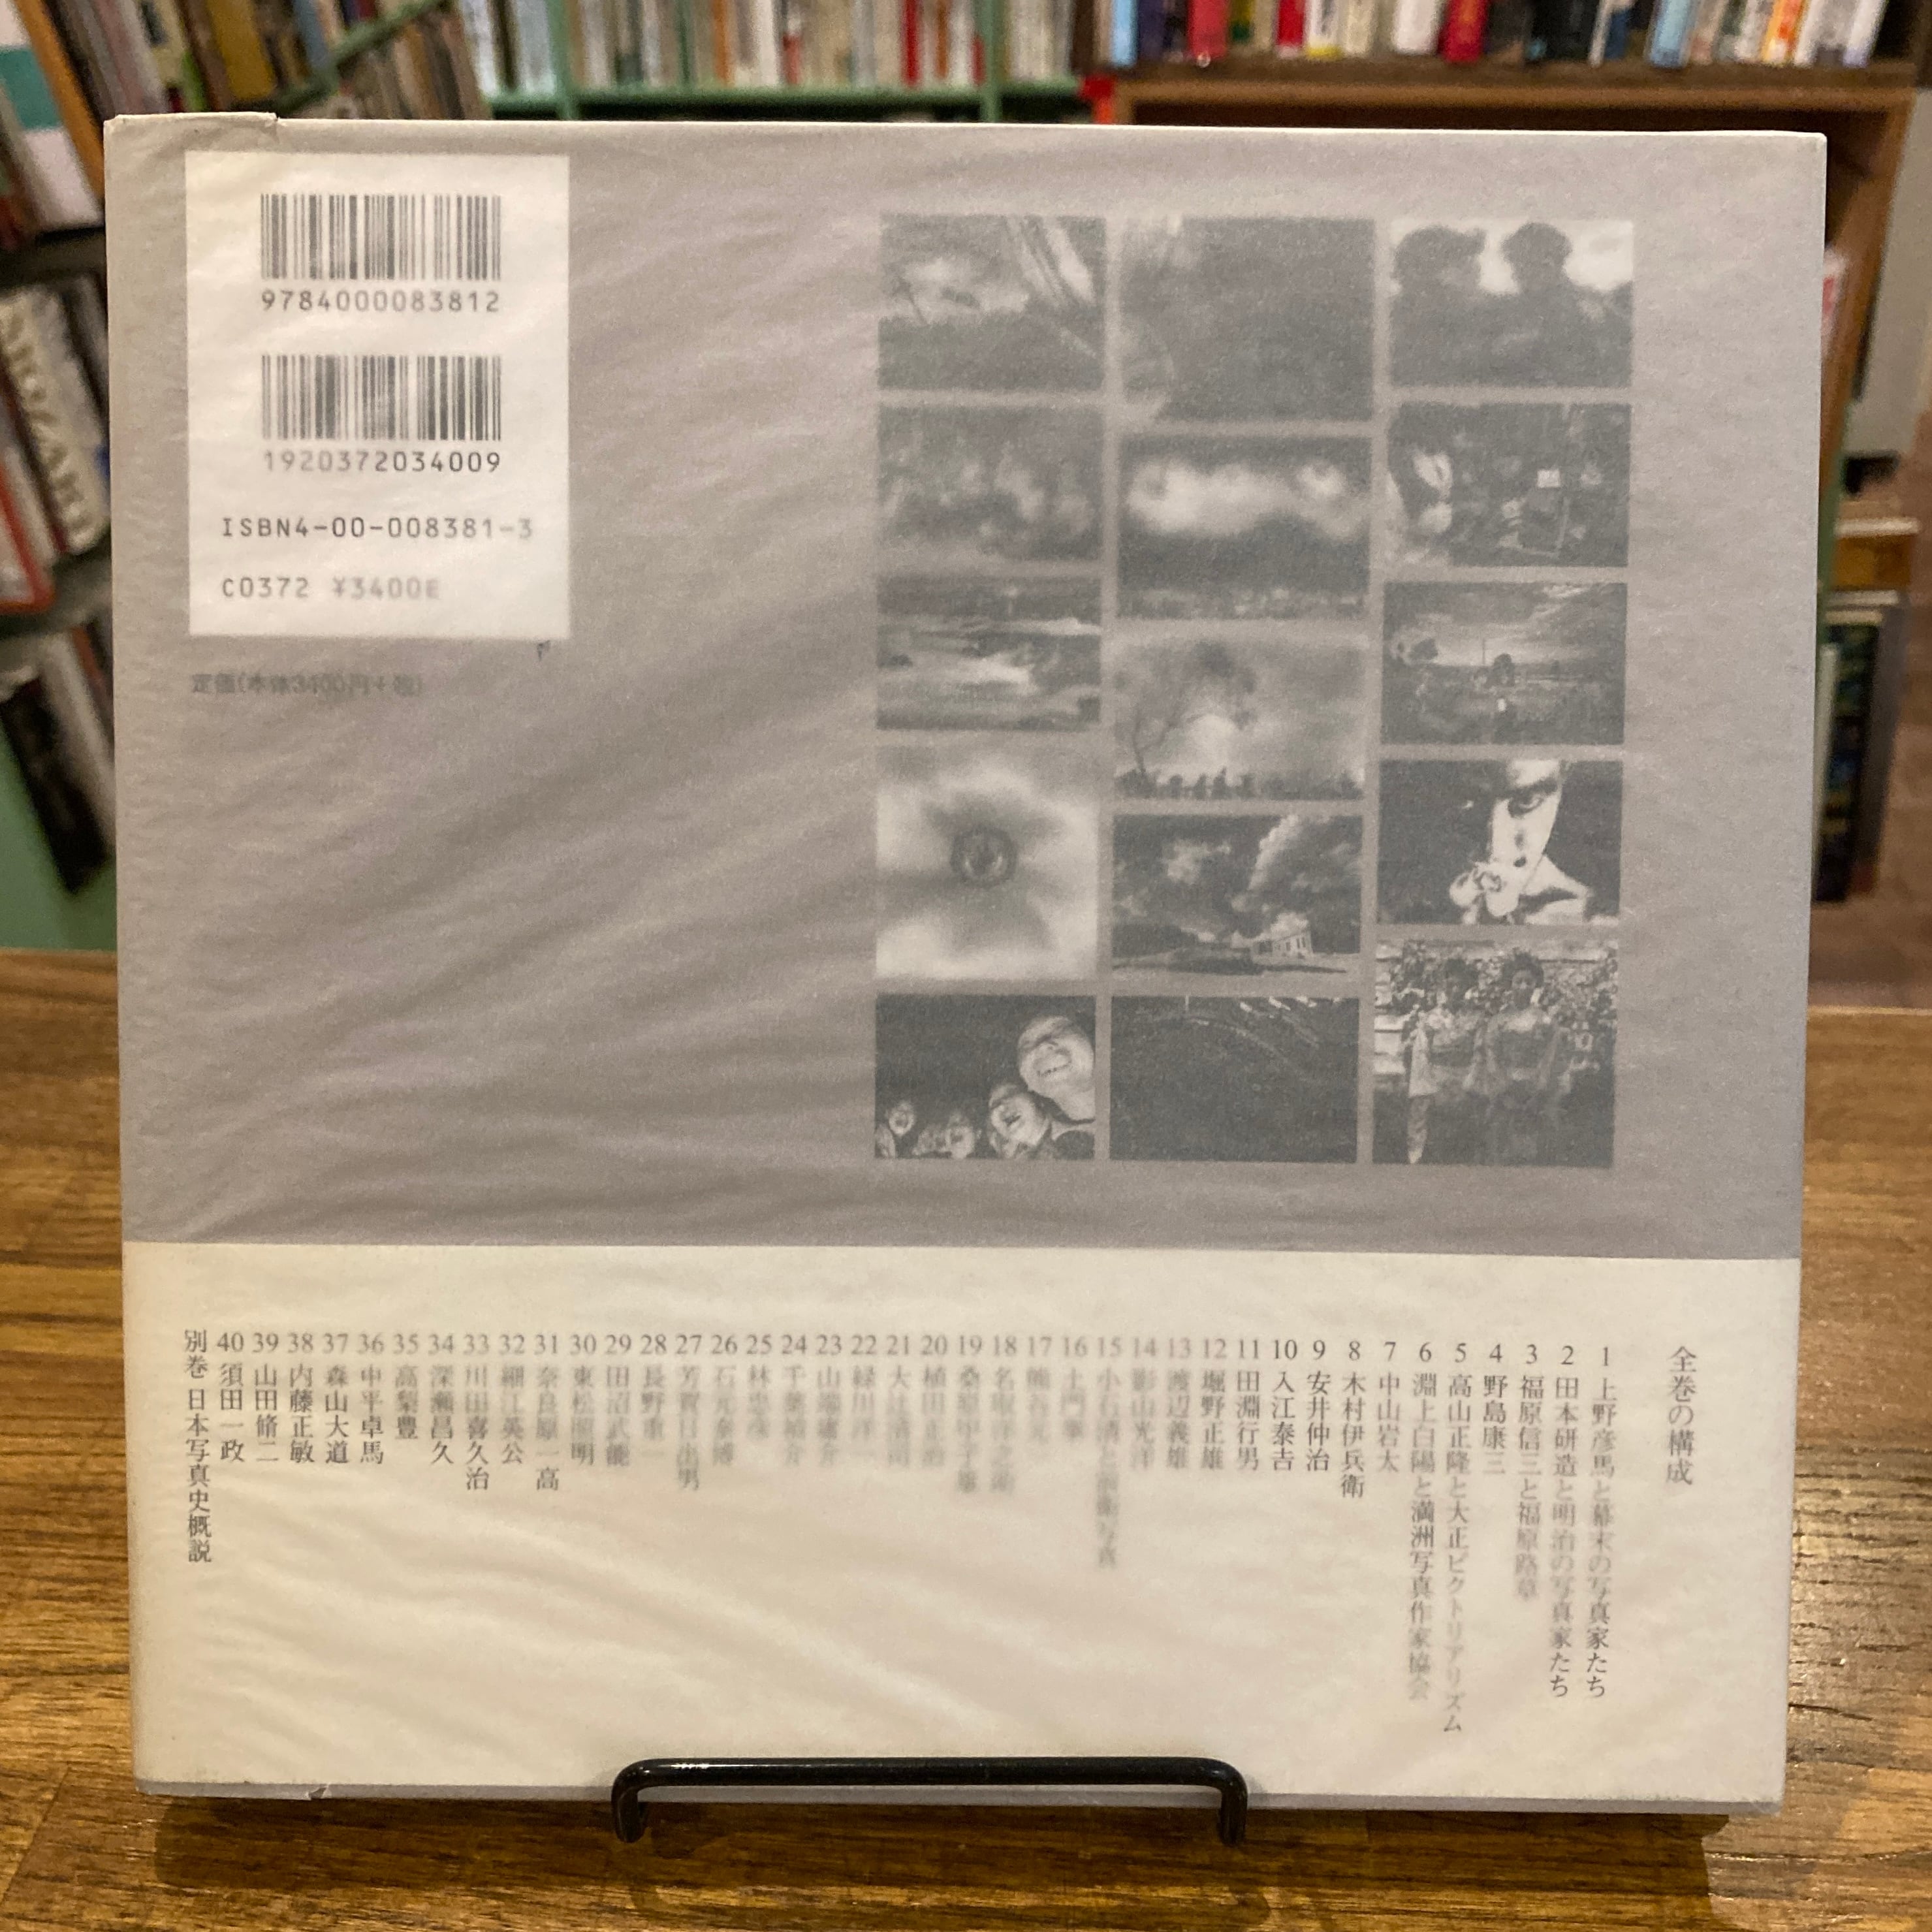 9784000083812
1920372034009
ISBN4-00-008381-3
C0372 ¥3400E
定価(本体3400円+税)
全巻の構成
1 上野彦馬と幕末の写真家たち
2 田本研造と明治の写真家たち
3 福原信三と福原路草
4 野島康三
5 高山正隆と大正ピクトリアリズム
6 淵上白陽と満洲写真作家協会
7 中山岩太
8 木村伊兵衛
9 安井仲治
10 入江泰吉
11 田淵行男
12 堀野正雄
13 渡辺義雄
14 影山光洋
15 小石清と前衛写真
16 土門拳
17 熊谷元一
18 名取洋之助
19 桑原甲子雄
20 植田正治
21 大辻清司
22 緑川洋一
23 山端庸介
24 千葉禎介
25 林忠彦
26 石元泰博
27 芳賀日出男
28 長野重一
29 田沼武能
30 東松照明
31 奈良原一高
32 細江英公
33 川田喜久治
34 深瀬昌久
35 高梨豊
36 中平卓馬
37 森山大道
38 内藤正敏
39 山田脩二
40 須田一政
別巻 日本写真史概説